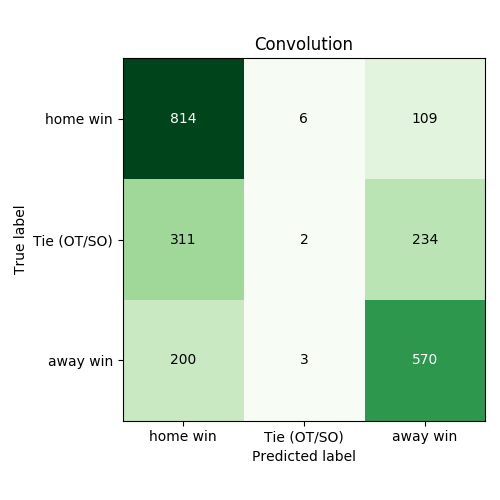 Convolution
home win 814 6 109
Tie (OT/SO) 311 2 234
away win 200 3 570
home win Tie (OT/SO) away win
Predicted label
True label